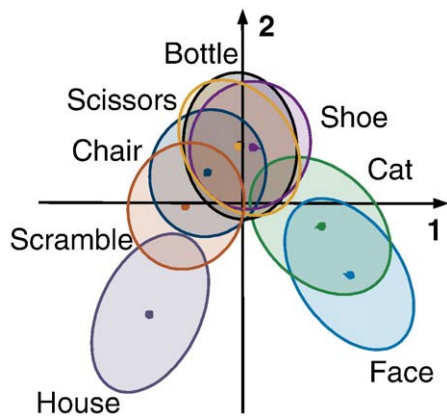 2
Bottle
Scissors
Shoe
Chair
Cat
1
Scramble
Face
House